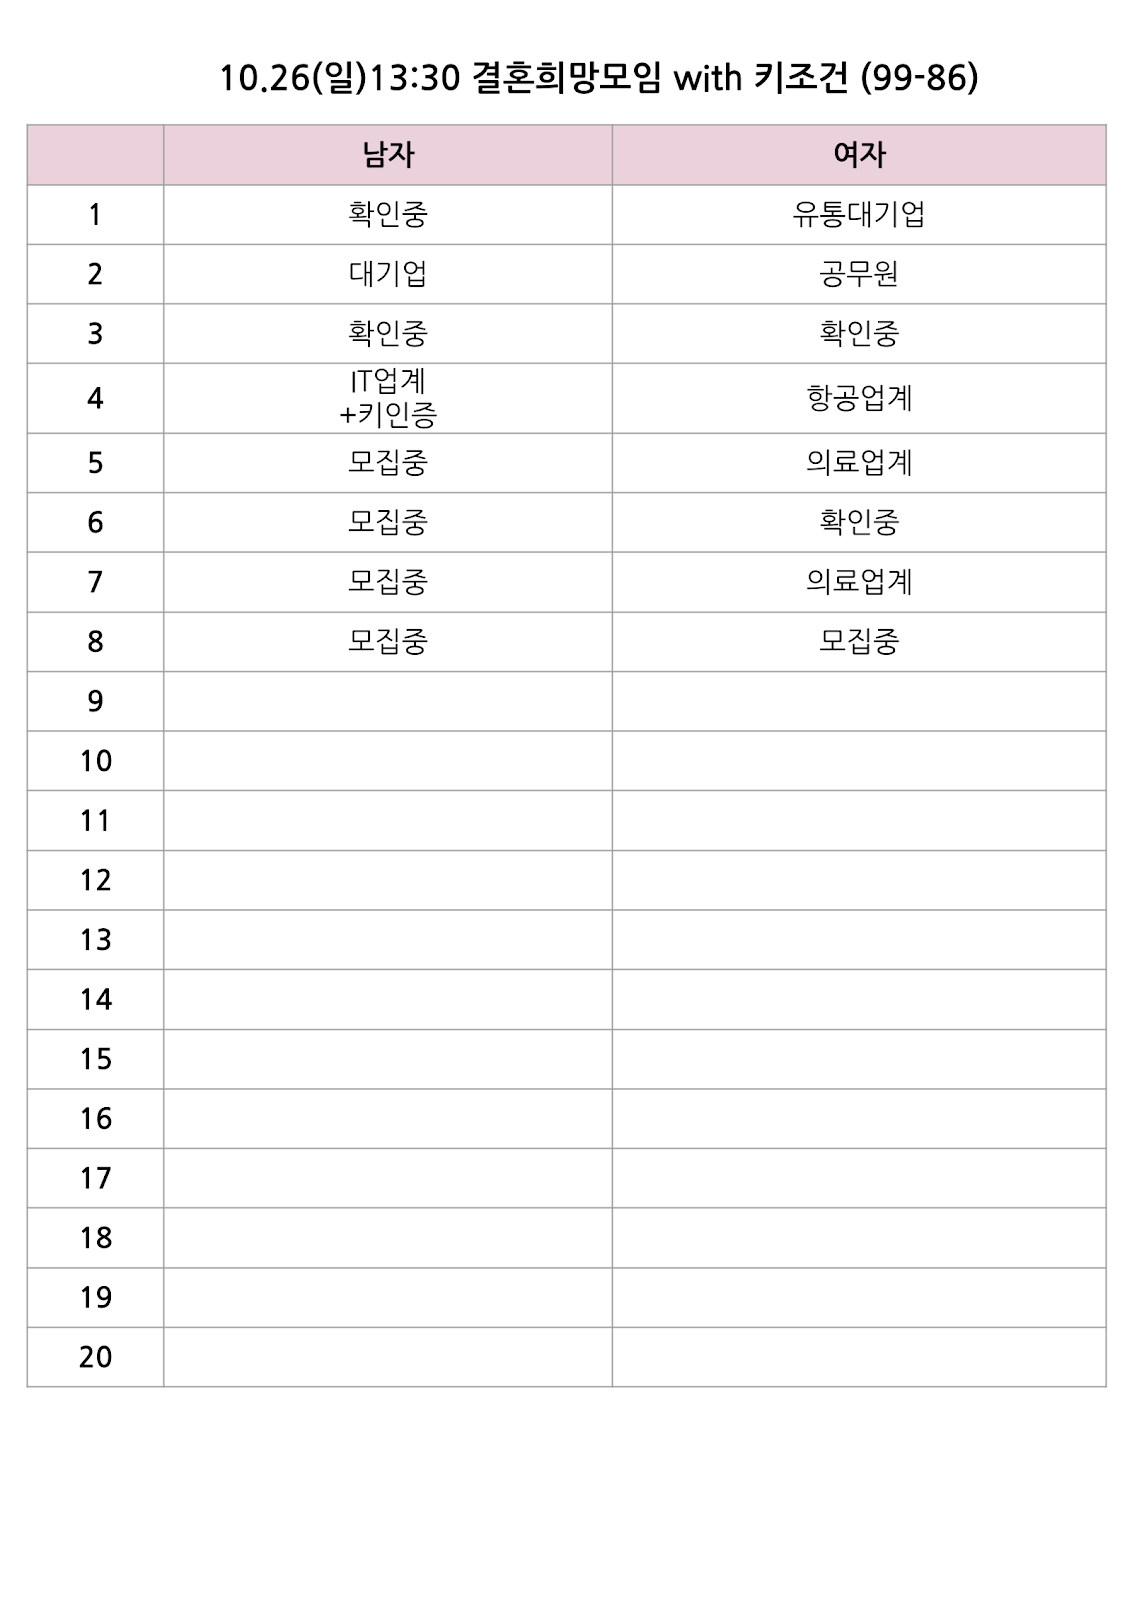 10.26(일)13:30 결혼희망모임 with 키조건 (99-86)
남자 여자
1 확인중 유통대기업
2 대기업 공무원
3 확인중 확인중
4 IT업계 항공업계
+키인증
5 모집중 의료업계
6 모집중 확인중
7 모집중 의료업계
8 모집중 모집중
9
10
11
12
13
14
15
16
17
18
19
20